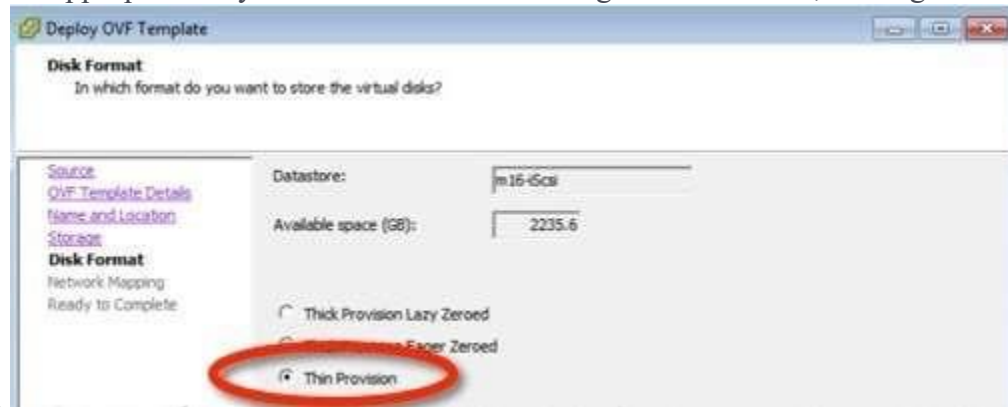 Deploy OVF Template
Disk Format
In which format do you want to store the virtual disks?
Source
OVF Template Details
Name and Location
Storage
Disk Format
Network Mapping
Ready to Complete
Datastore: m16-iScsi
Available space (GB): 2235.6
Thick Provision Lazy Zeroed
Eager Zeroed
Thin Provision